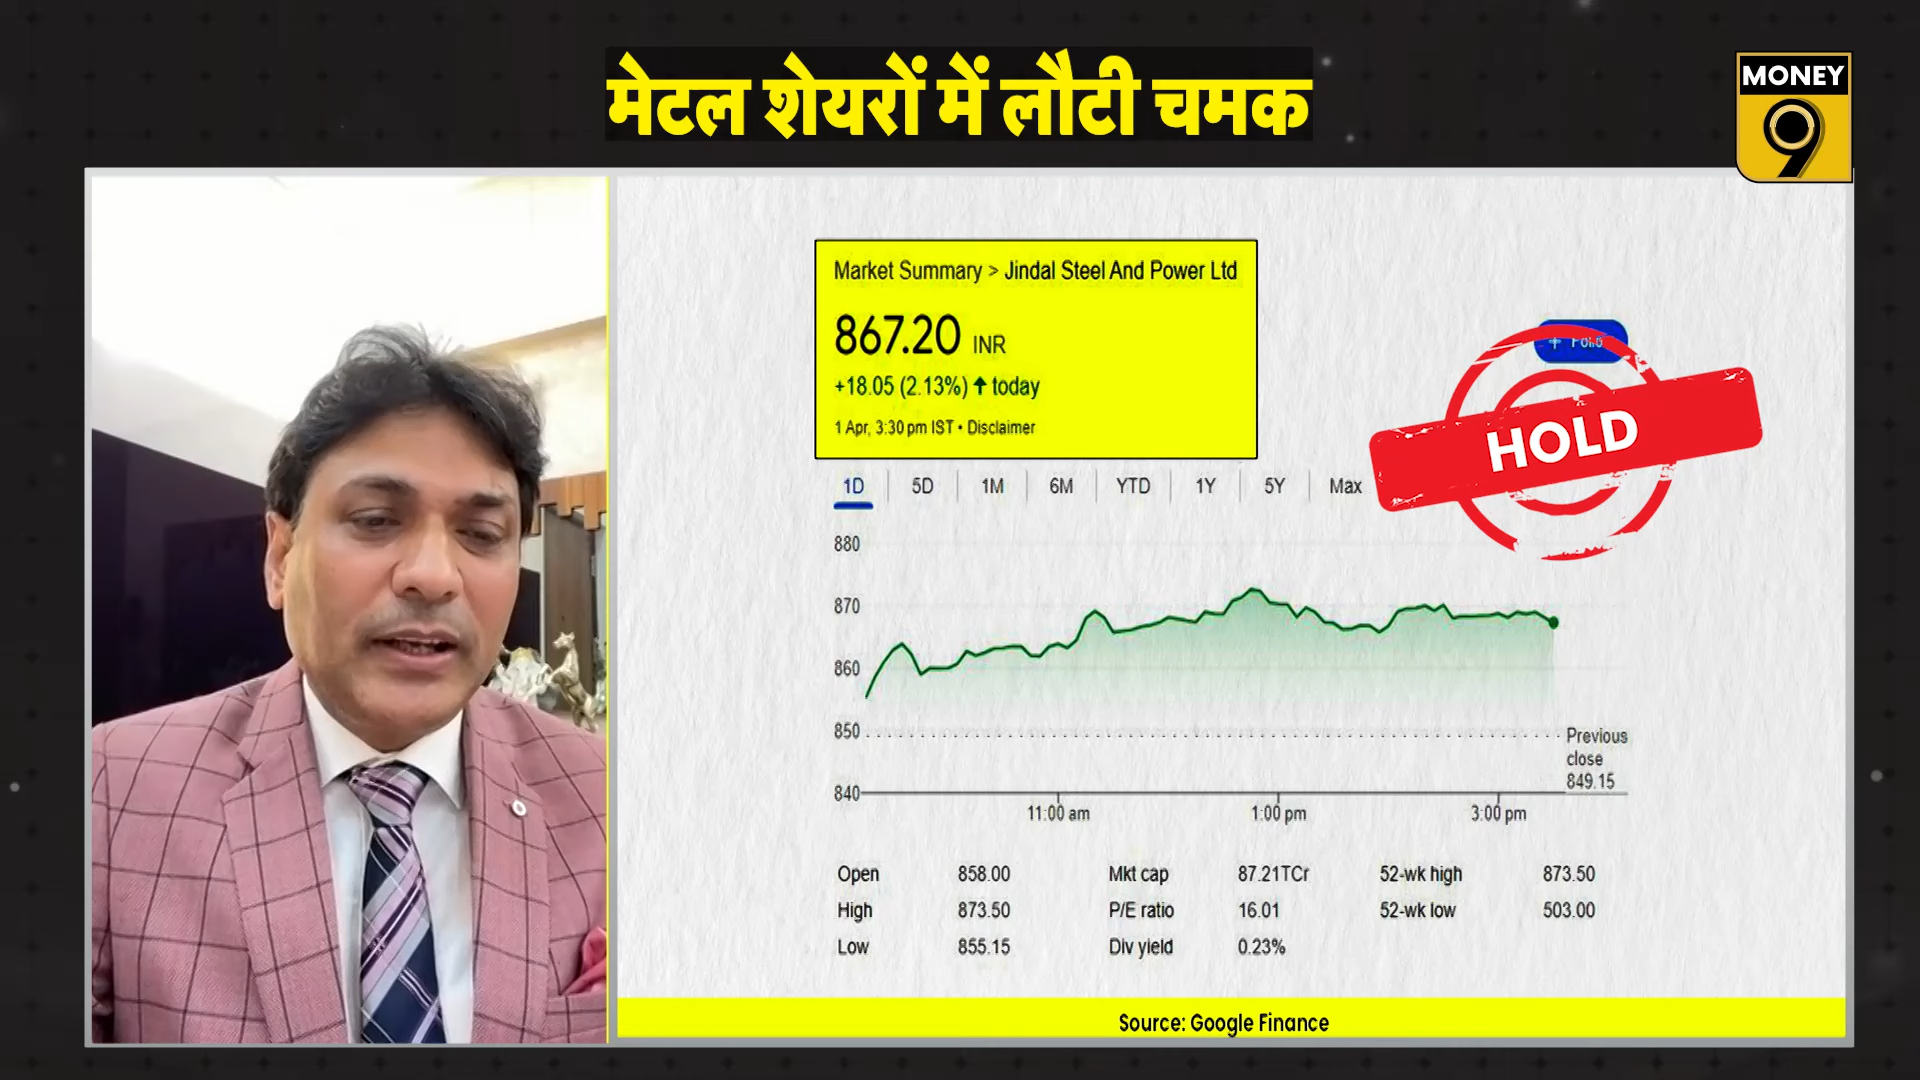 मेटल शेयरों में लौटी चमक
MONEY
9
Market Summary > Jindal Steel And Power Ltd
867.20 INR
+18.05 (2.13%) ↑ today
1 Apr, 3:30 pm IST • Disclaimer
HOLD
1D 5D 1M 6M YTD 1Y 5Y Max
880
870
860
850
840
Previous
close
849.15
11:00 am 1:00 pm 3:00 pm
Open 858.00 Mkt cap 87.21TCr 52-wk high 873.50
High 873.50 P/E ratio 16.01 52-wk low 503.00
Low 855.15 Div yield 0.23%
Source: Google Finance